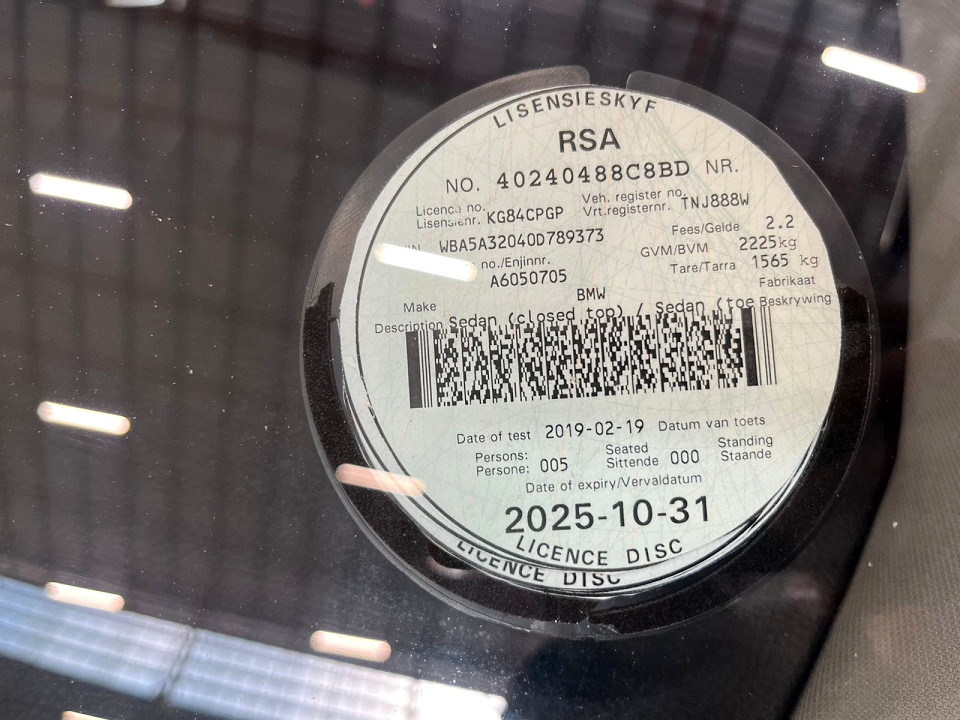 LISENSIESKYF
RSA
NO. 40240488C8BD NR.
Licence no. Veh. register no.
Lisensienr. KG84CPGP Vrt.registernr. TNJ888W
WBA5A32040D789373 Fees/Gelde 2.2
GVM/BVM 2225kg
no./Enjinnr. Tare/Tarra 1565 kg
A6050705
Make BMW Fabrikaat
Description Sedan (closed top) / Sedan (toe Beskrywing
Date of test 2019-02-19 Datum van toets
Persons: Seated Standing
Persone: 005 Sittende 000 Staande
Date of expiry/Vervaldatum
2025-10-31
LICENCE DISC
LICENCE DISC